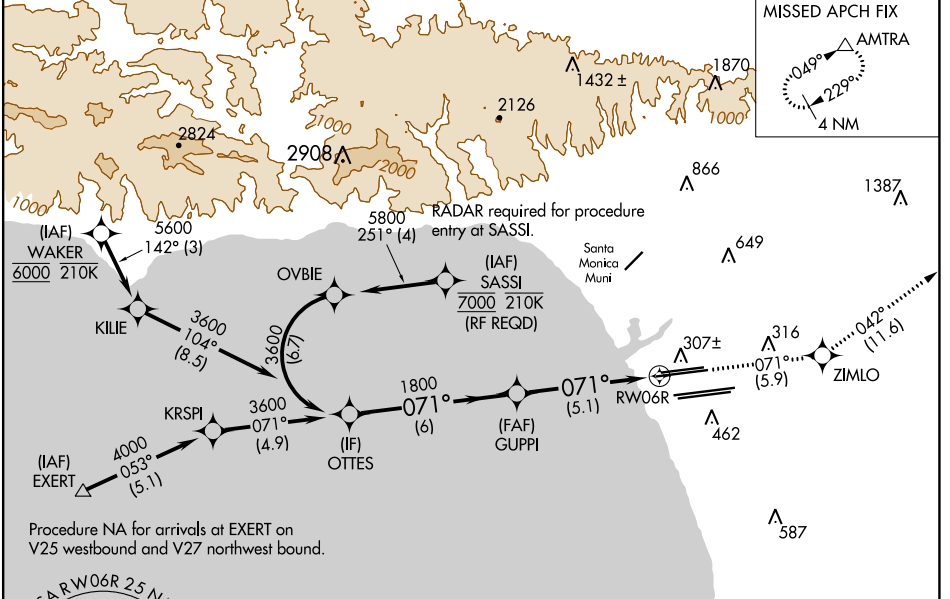 MISSED APCH FIX
AMTRA
049°
229°
4 NM
1432 ±
1870
1000
2126
1000
2824
2908
2000
1000
866
1387
649
(IAF)
WAKER
6000 210K
5600
142° (3)
5800
251° (4)
RADAR required for procedure
entry at SASSI.
Santa
Monica
Muni
OVBIE
(IAF)
SASSI
7000 210K
(RF REQD)
KILIE
3600
104°
(8.5)
3600
(6.7)
042°
(11.6)
307±
316
071°
(5.9)
ZIMLO
RW06R
462
KRSPI
3600
071°
(4.9)
1800
071°
(6)
071°
(5.1)
(IF)
OTTES
(FAF)
GUPPI
(IAF)
EXERT
4000
053°
(5.1)
587
Procedure NA for arrivals at EXERT on
V25 westbound and V27 northwest bound.
SA RW06R 25 N